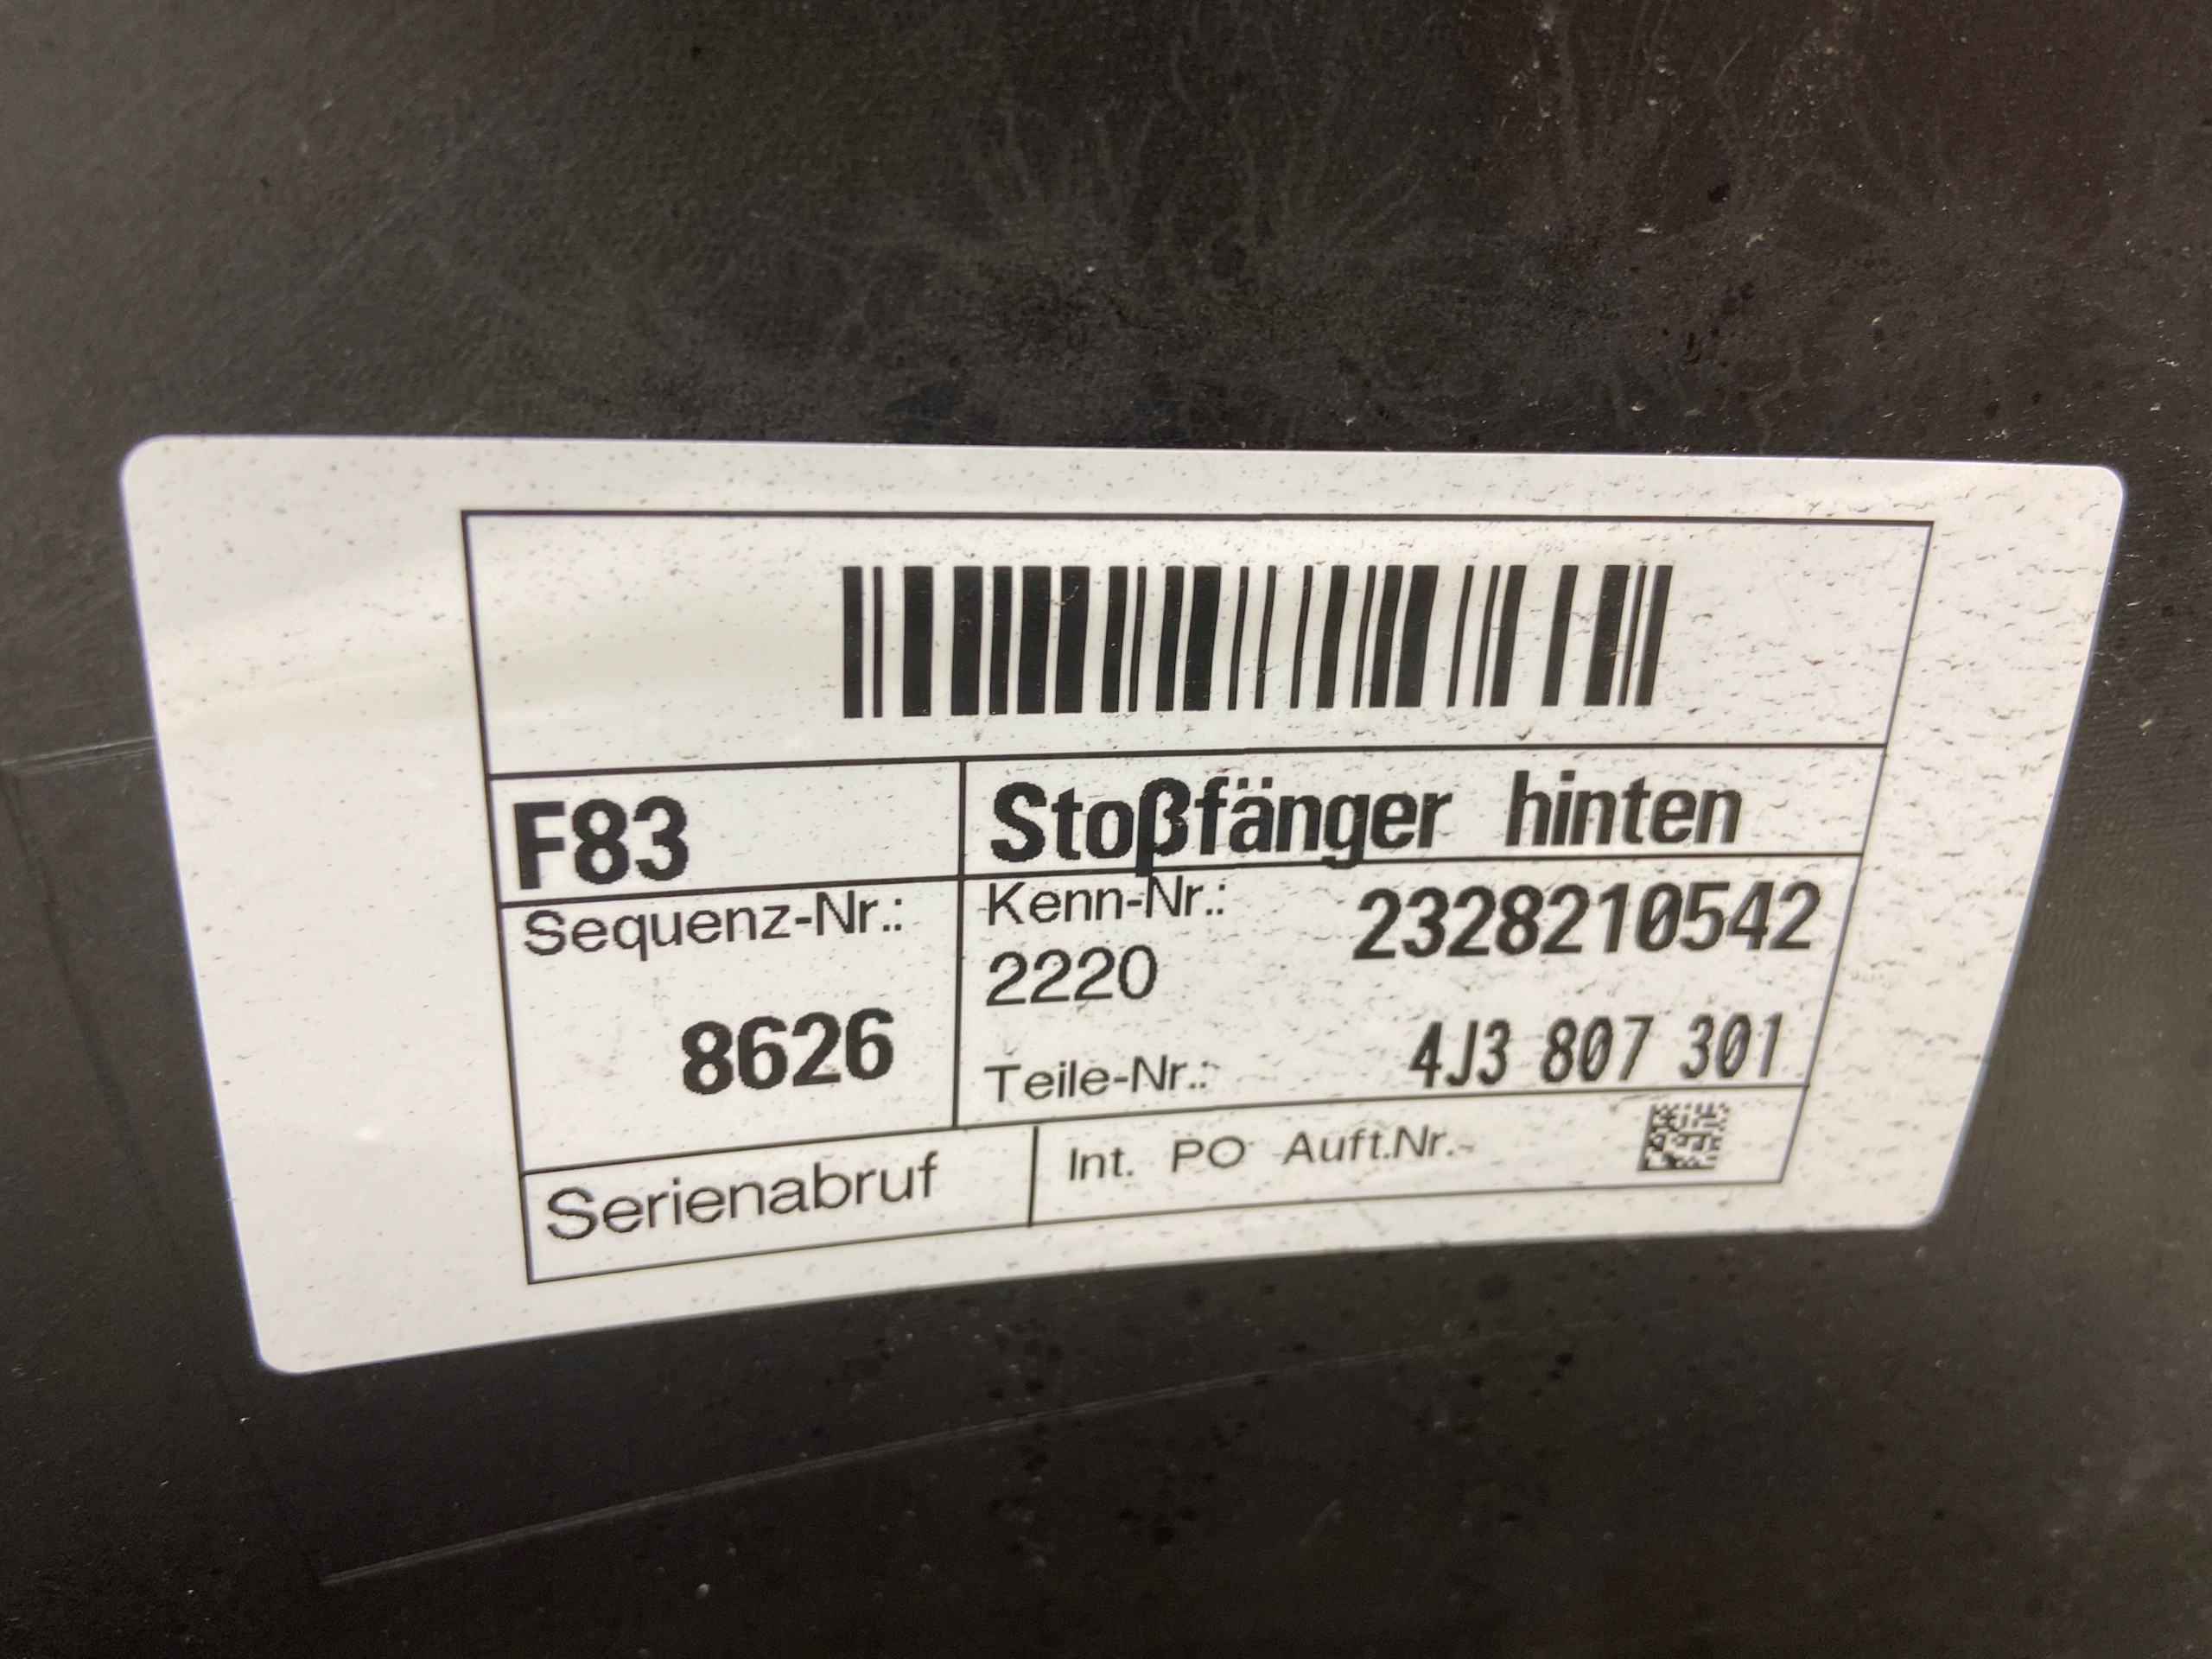 F83 Stoßfänger hinten
Sequenz-Nr.: Kenn-Nr.: 2328210542
2220
8626
Teile-Nr.: 4J3 807 301
Serienabruf Int. PO Auft.Nr.